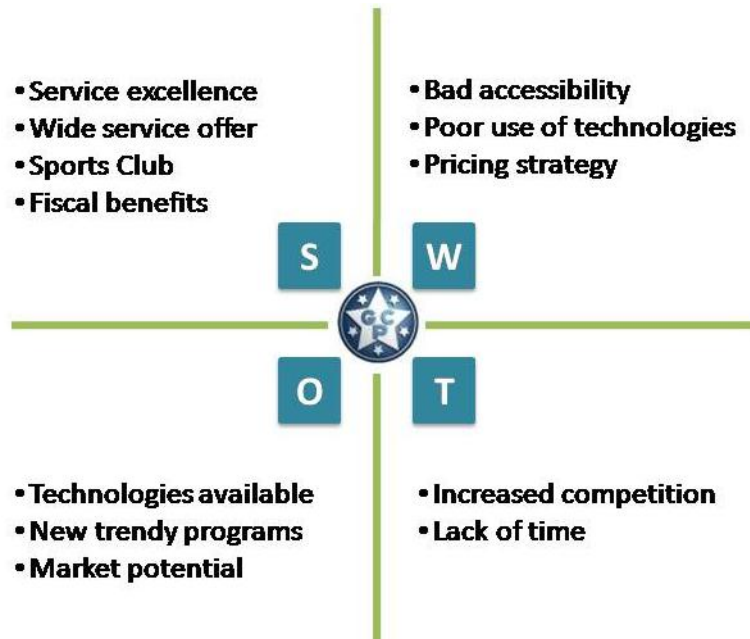 • Service excellence
• Wide service offer
• Sports Club
• Fiscal benefits
• Bad accessibility
• Poor use of technologies
• Pricing strategy
S
W
G C
P
O
T
• Technologies available
• New trendy programs
• Market potential
• Increased competition
• Lack of time